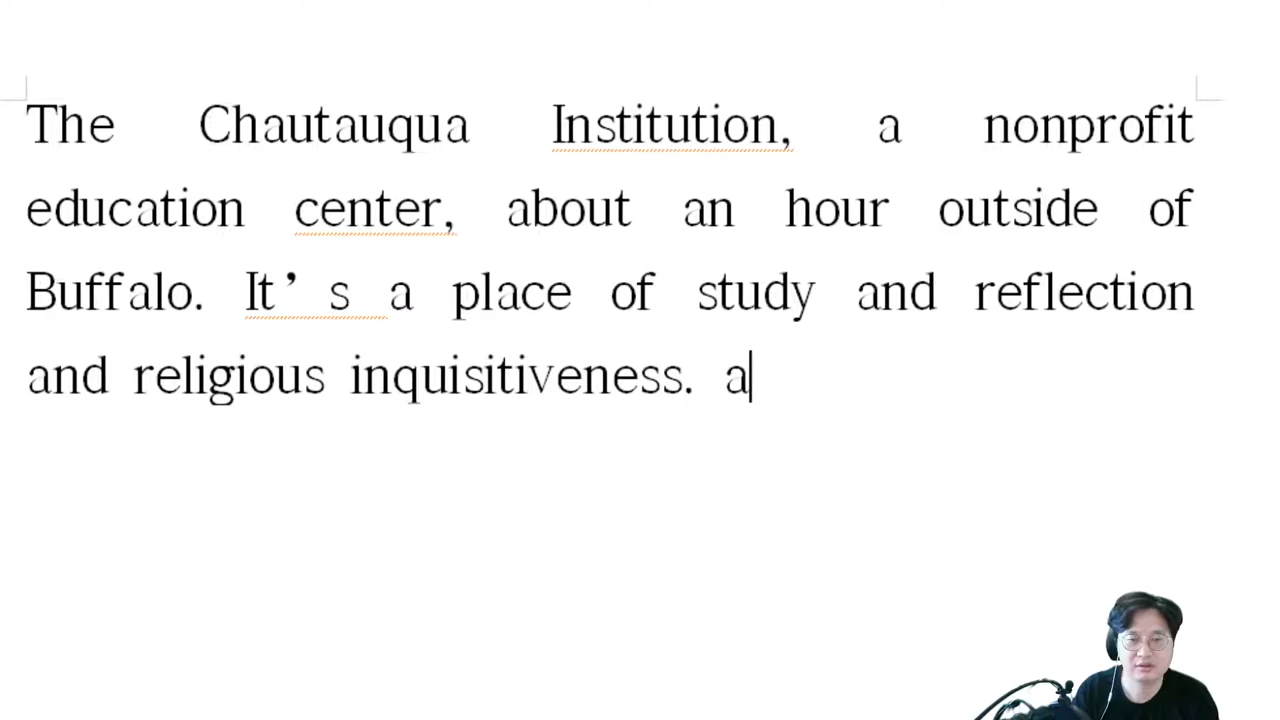 The Chautauqua Institution, a nonprofit
education center, about an hour outside of
Buffalo. It’s a place of study and reflection
and religious inquisitiveness. a